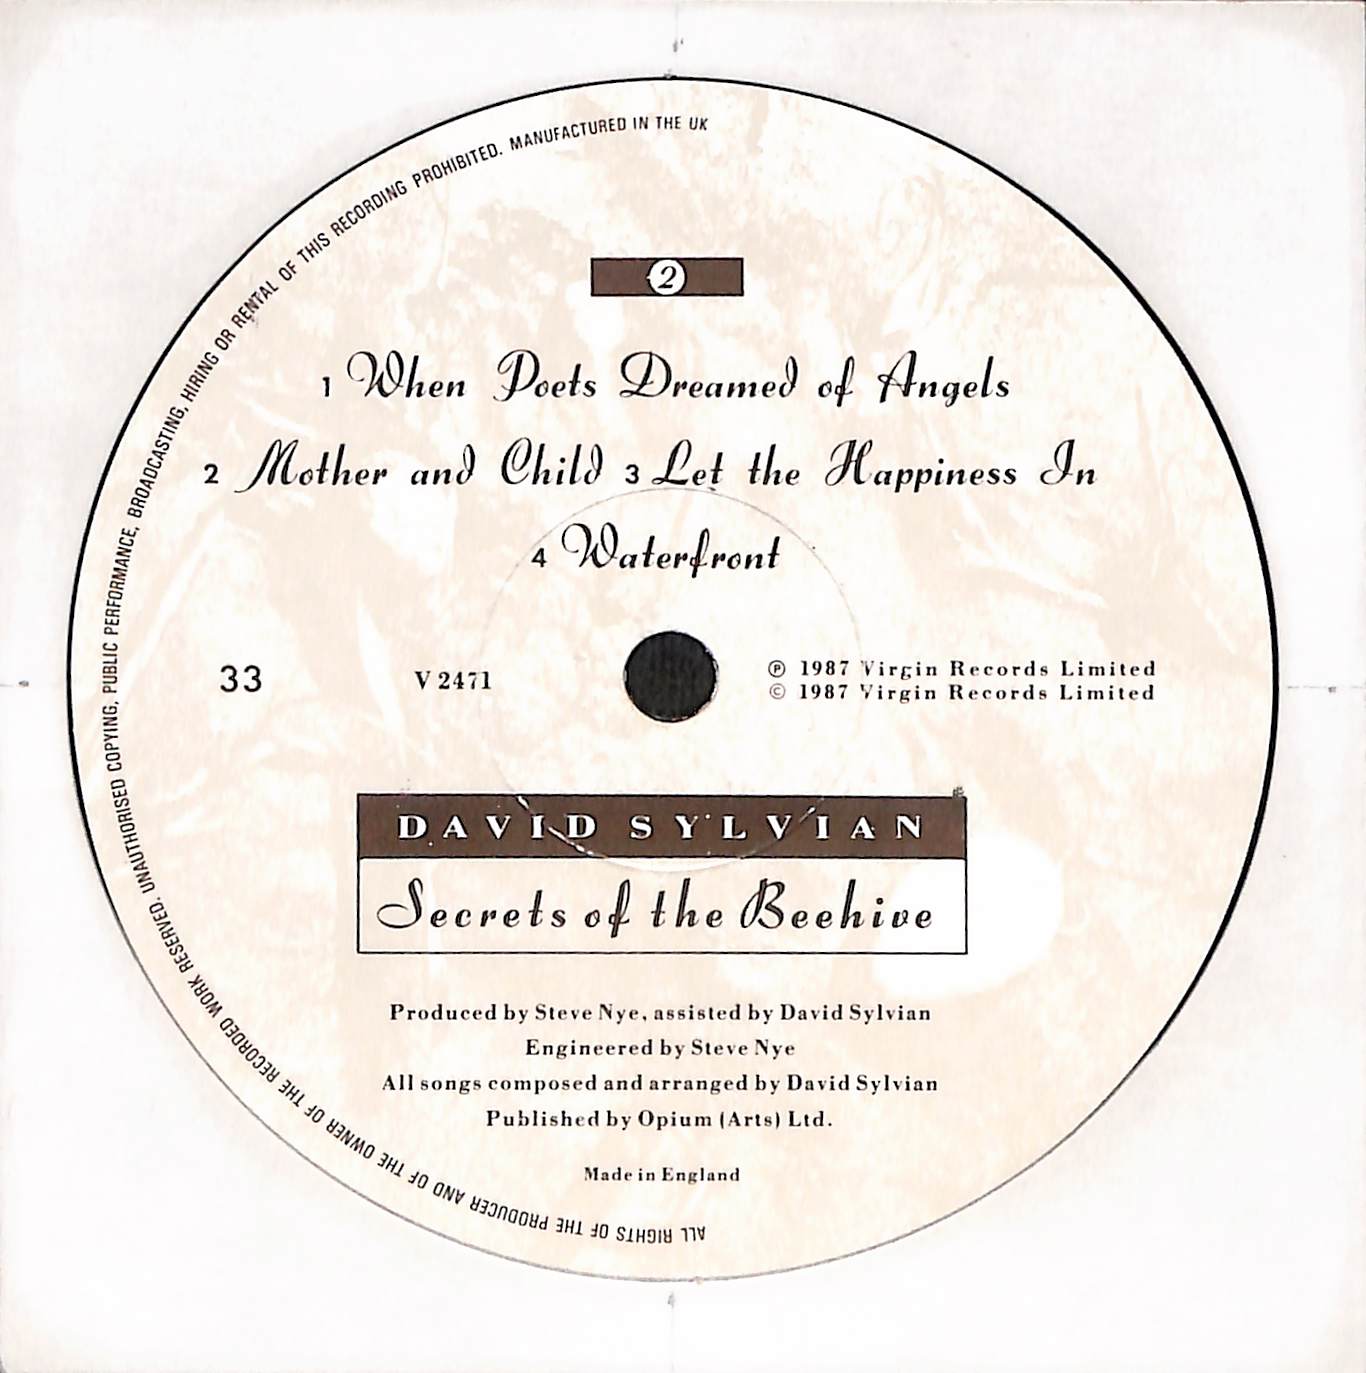 ALL RIGHTS OF THE PRODUCER AND OF THE OWNER OF THE RECORDED WORK RESERVED. UNAUTHORISED COPYING, PUBLIC PERFORMANCE, BROADCASTING, HIRING OR RENTAL OF THIS RECORDING PROHIBITED. MANUFACTURED IN THE UK
2
1 When Poets Dreamed of Angels
2 Mother and Child 3 Let the Happiness In
4 Waterfront
33
V 2471
℗ 1987 Virgin Records Limited
© 1987 Virgin Records Limited
DAVID SYLVIAN
Secrets of the Beehive
Produced by Steve Nye, assisted by David Sylvian
Engineered by Steve Nye
All songs composed and arranged by David Sylvian
Published by Opium (Arts) Ltd.
Made in England